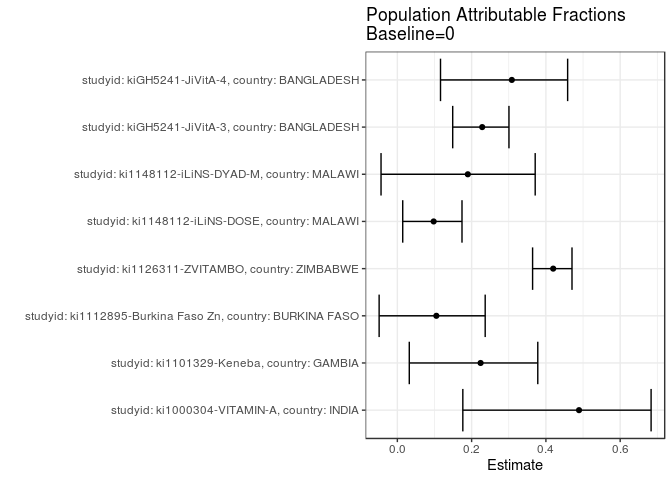 Population Attributable Fractions
Baseline=0
studyid: kiGH5241-JiVitA-4, country: BANGLADESH
studyid: kiGH5241-JiVitA-3, country: BANGLADESH
studyid: ki1148112-iLiNS-DYAD-M, country: MALAWI
studyid: ki1148112-iLiNS-DOSE, country: MALAWI
studyid: ki1126311-ZVITAMBO, country: ZIMBABWE
studyid: ki1112895-Burkina Faso Zn, country: BURKINA FASO
studyid: ki1101329-Keneba, country: GAMBIA
studyid: ki1000304-VITAMIN-A, country: INDIA
0.0 0.2 0.4 0.6
Estimate